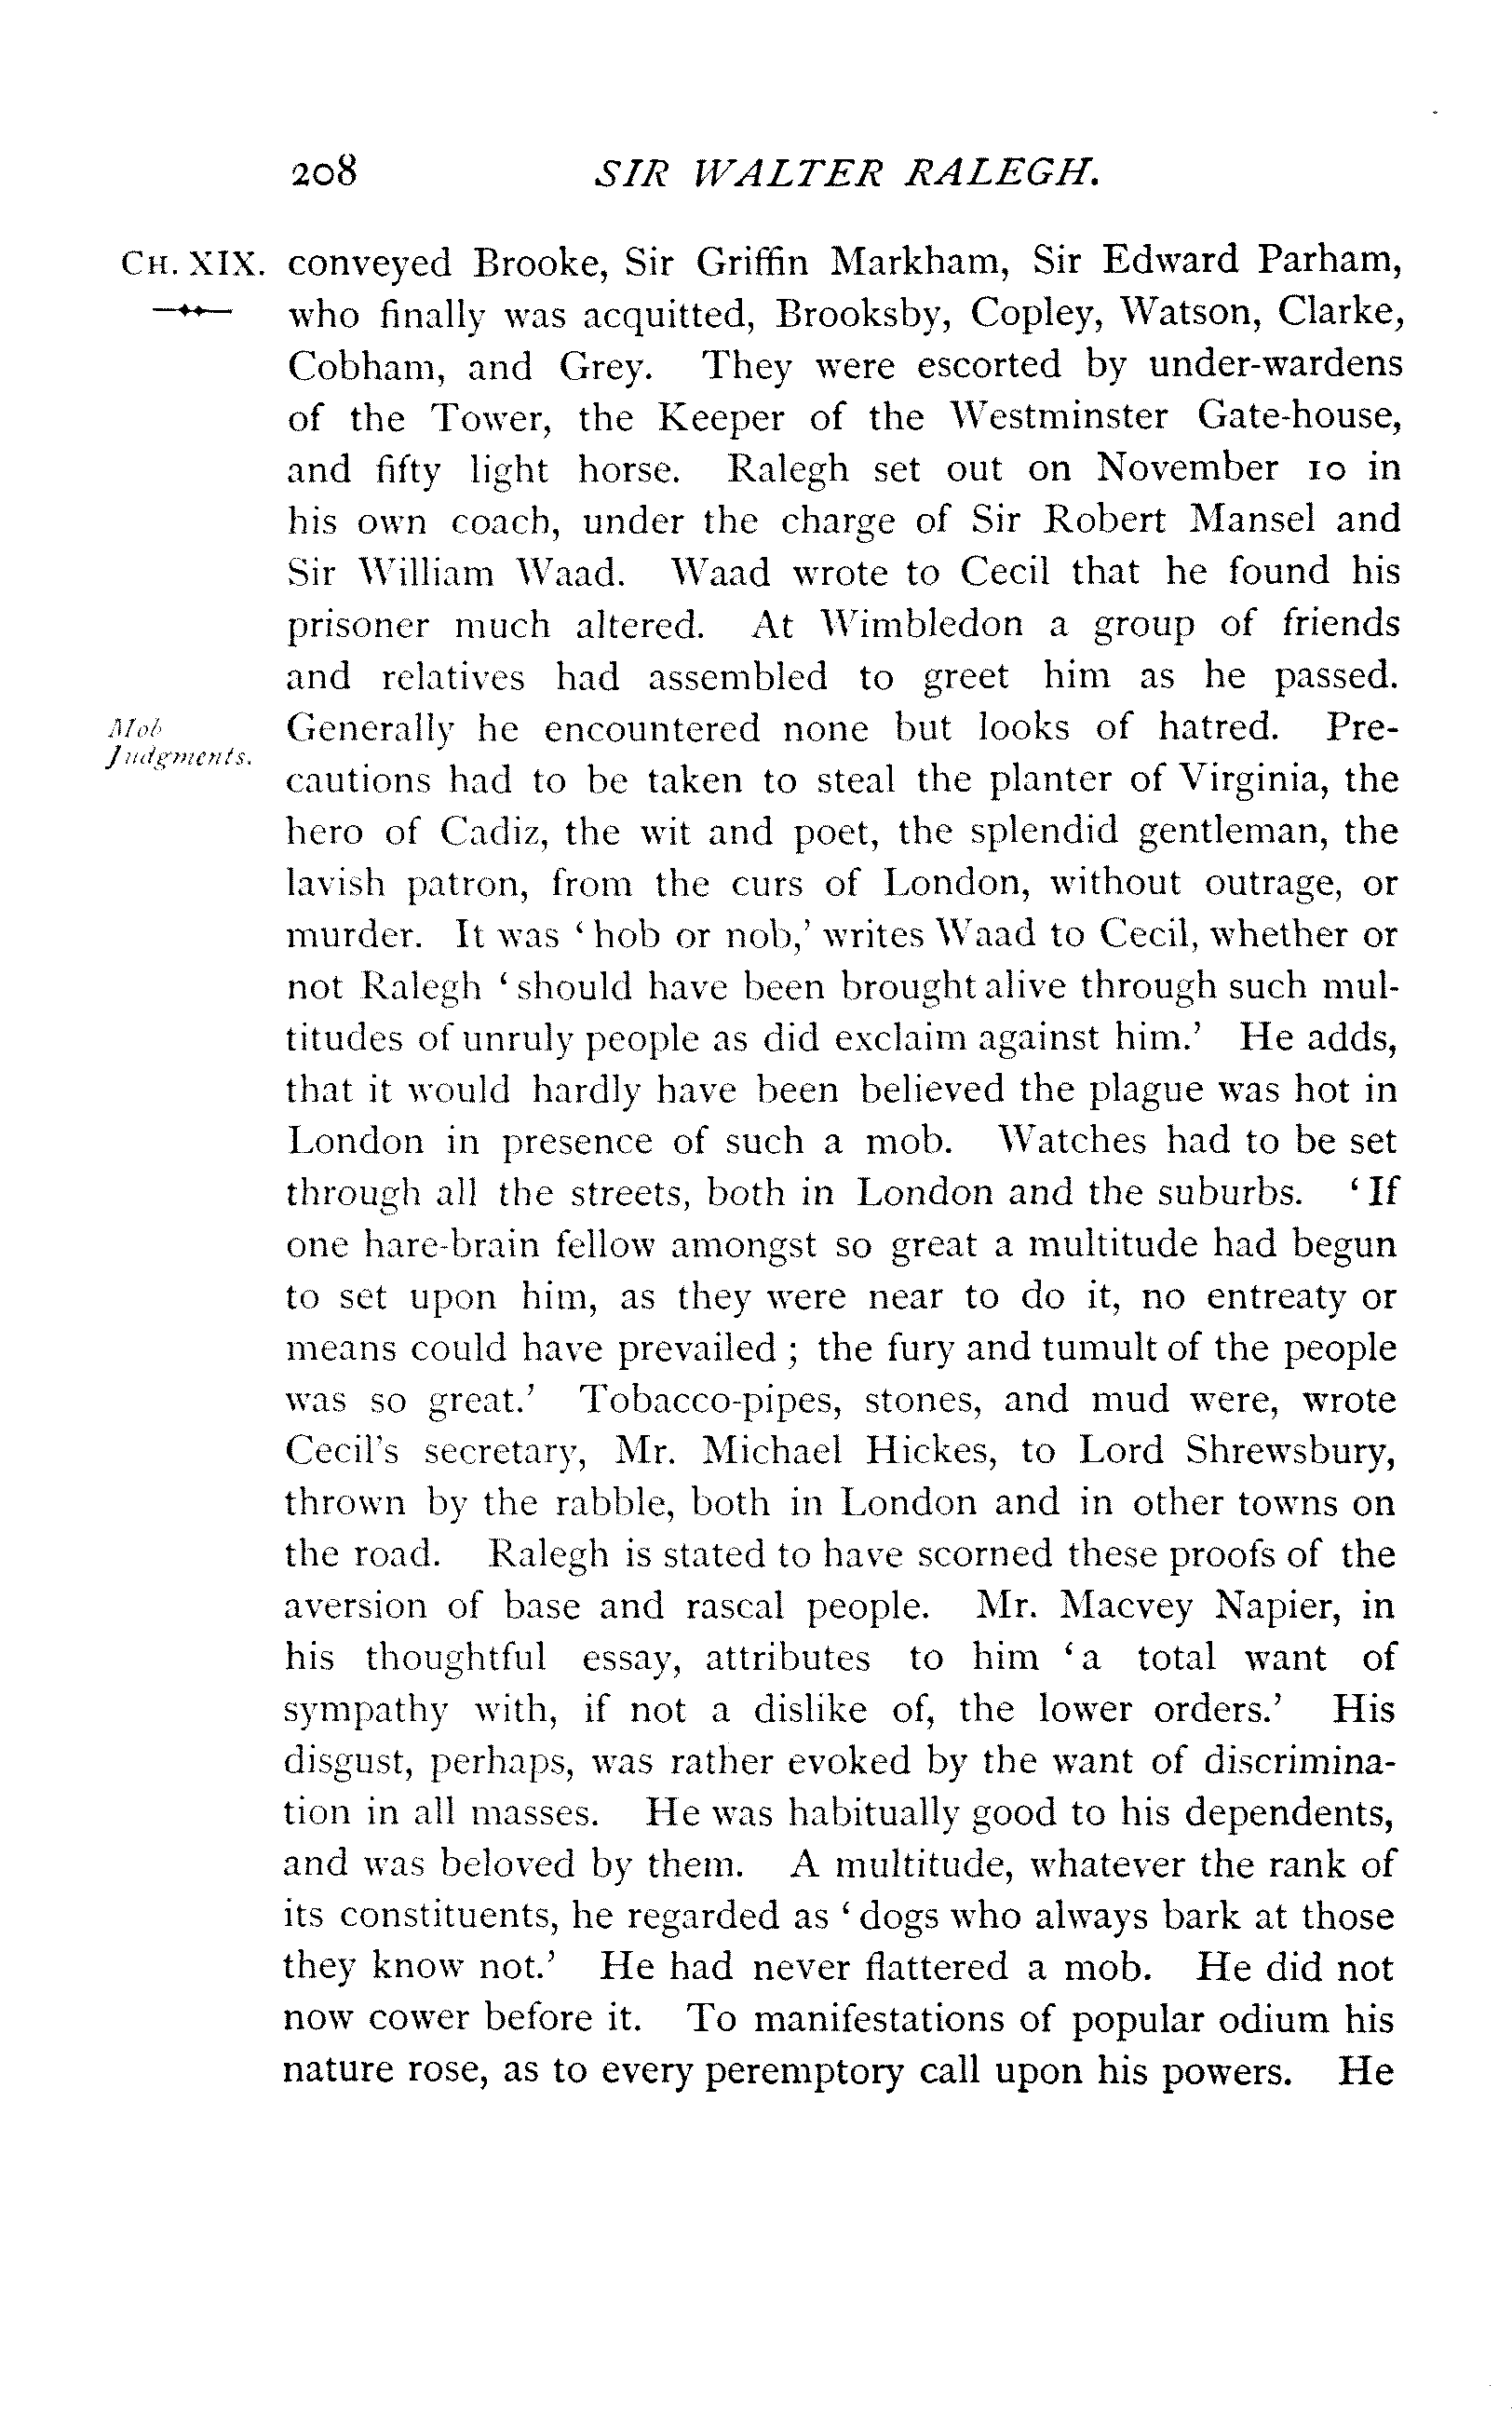 208 SIR WALTER RALEGH.
CH. XIX. conveyed Brooke, Sir Griffin Markham, Sir Edward Parham,
who finally was acquitted, Brooksby, Copley, Watson, Clarke,
Cobham, and Grey. They were escorted by under-wardens
of the Tower, the Keeper of the Westminster Gate-house,
and fifty light horse. Ralegh set out on November 10 in
his own coach, under the charge of Sir Robert Mansel and
Sir William Waad. Waad wrote to Cecil that he found his
prisoner much altered. At Wimbledon a group of friends
and relatives had assembled to greet him as he passed.
Mob
Judgments.
Generally he encountered none but looks of hatred. Pre-
cautions had to be taken to steal the planter of Virginia, the
hero of Cadiz, the wit and poet, the splendid gentleman, the
lavish patron, from the curs of London, without outrage, or
murder. It was ‘hob or nob,’ writes Waad to Cecil, whether or
not Ralegh ‘should have been brought alive through such mul-
titudes of unruly people as did exclaim against him.’ He adds,
that it would hardly have been believed the plague was hot in
London in presence of such a mob. Watches had to be set
through all the streets, both in London and the suburbs. ‘If
one hare-brain fellow amongst so great a multitude had begun
to set upon him, as they were near to do it, no entreaty or
means could have prevailed; the fury and tumult of the people
was so great.’ Tobacco-pipes, stones, and mud were, wrote
Cecil's secretary, Mr. Michael Hickes, to Lord Shrewsbury,
thrown by the rabble, both in London and in other towns on
the road. Ralegh is stated to have scorned these proofs of the
aversion of base and rascal people. Mr. Macvey Napier, in
his thoughtful essay, attributes to him ‘a total want of
sympathy with, if not a dislike of, the lower orders.’ His
disgust, perhaps, was rather evoked by the want of discrimina-
tion in all masses. He was habitually good to his dependents,
and was beloved by them. A multitude, whatever the rank of
its constituents, he regarded as ‘dogs who always bark at those
they know not.’ He had never flattered a mob. He did not
now cower before it. To manifestations of popular odium his
nature rose, as to every peremptory call upon his powers. He